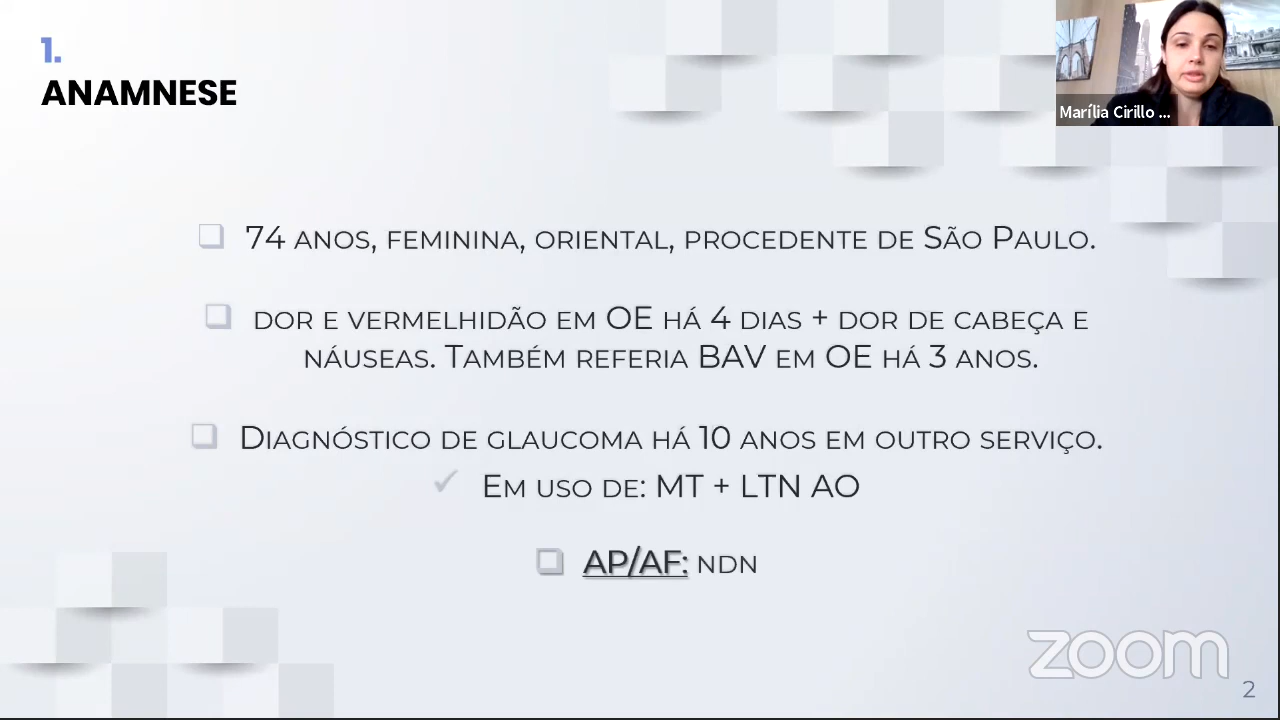 1.
ANAMNESE
Marília Cirillo ...
74 anos, feminina, oriental, procedente de São Paulo.
dor e vermelhidão em OE há 4 dias + dor de cabeça e
náuseas. Também referia BAV em OE há 3 anos.
Diagnóstico de glaucoma há 10 anos em outro serviço.
Em uso de: MT + LTN AO
AP/AF: ndn
zoom
2